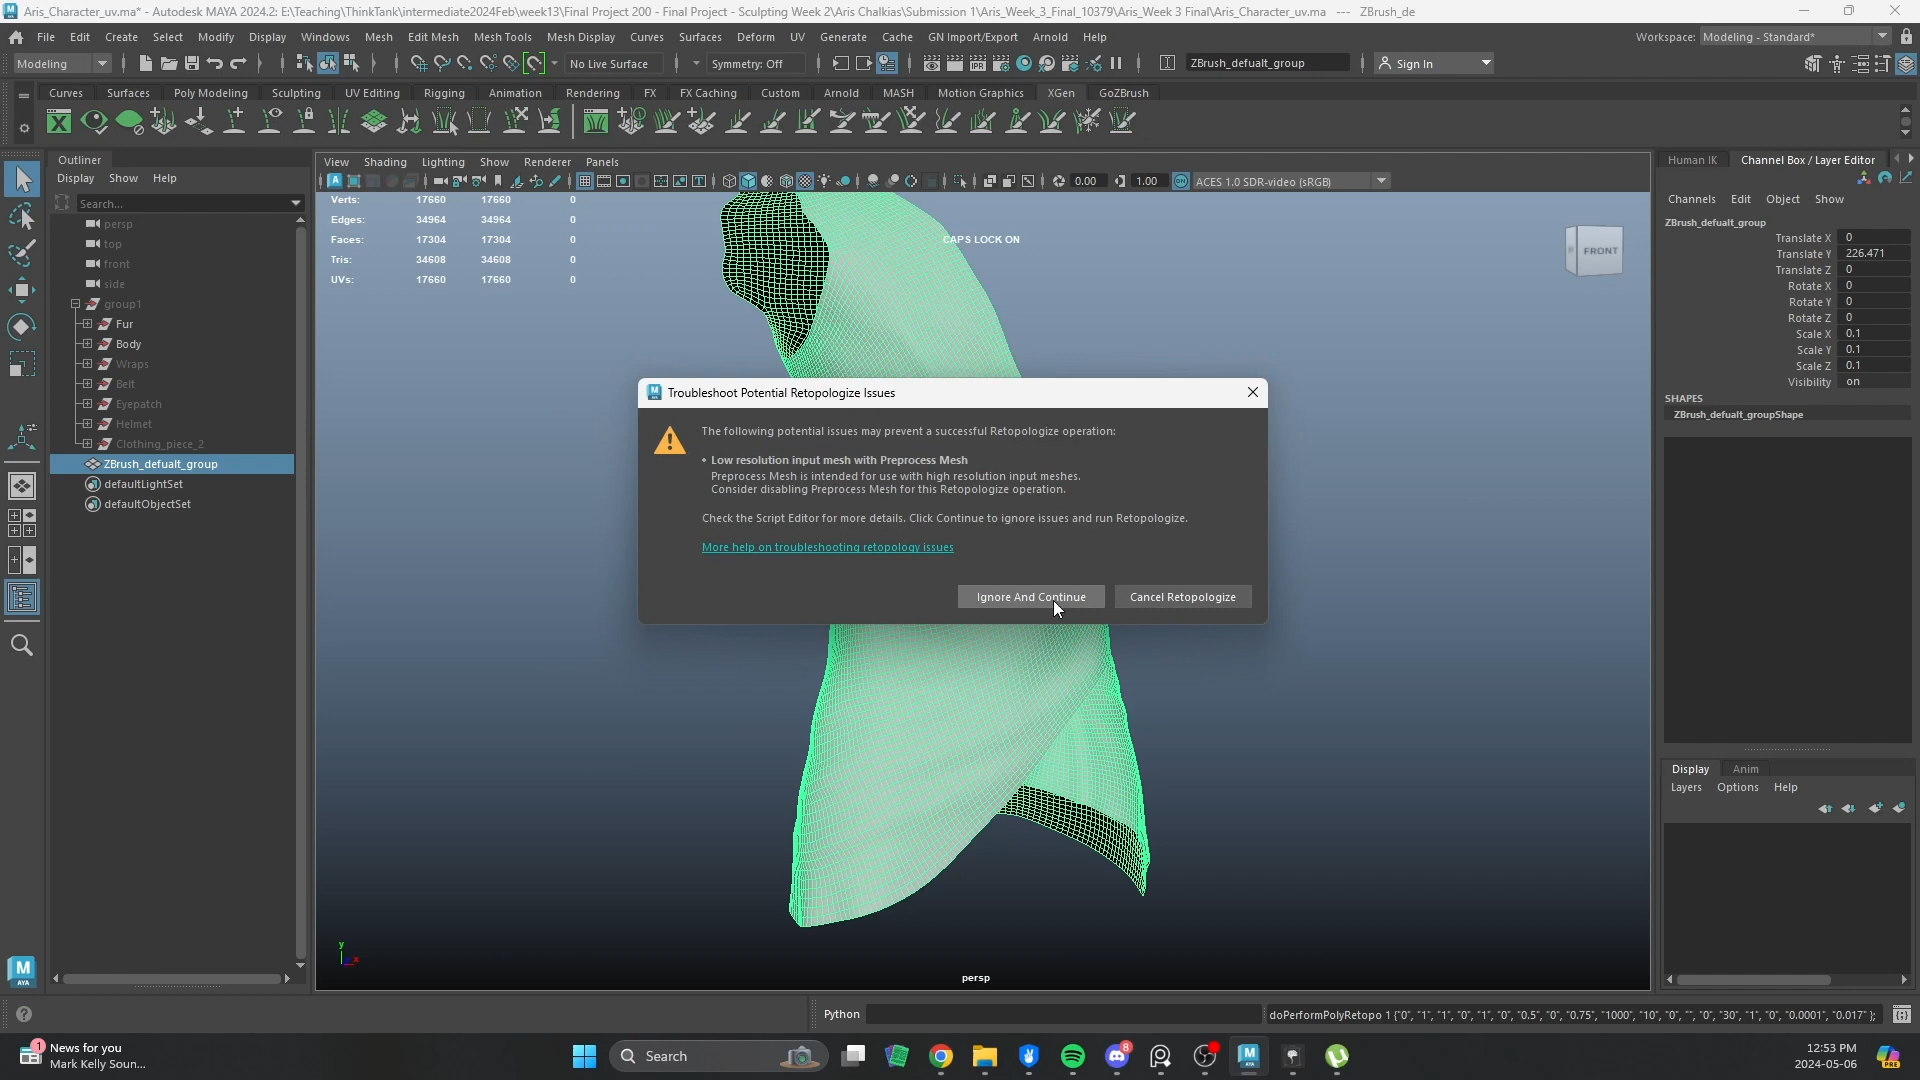 Aris_Character_uv.ma* - Autodesk MAYA 2024.2: E:\Teaching\ThinkTank\intermediate2024Feb\week13\Final Project 200 - Final Project - Sculpting Week 2\Aris Chalkias\Submission 1\Aris_Week_3_Final_10379\Aris_Week 3 Final\Aris_Character_uv.ma --- ZBrush_de
File Edit Create Select Modify Display Windows Mesh Edit Mesh Mesh Tools Mesh Display Curves Surfaces Deform UV Generate Cache GN Import/Export Arnold Help Workspace: Modeling - Standard*
Modeling No Live Surface Symmetry: Off ZBrush_defualt_group Sign In
Curves Surfaces Poly Modeling Sculpting UV Editing Rigging Animation Rendering FX FX Caching Custom Arnold MASH Motion Graphics XGen GoZBrush
Outliner
Display Show Help
Search...
persp
top
front
side
group1
Fur
Body
Wraps
Belt
Eyepatch
Helmet
Clothing_piece_2
ZBrush_defualt_group
defaultLightSet
defaultObjectSet
View Shading Lighting Show Renderer Panels
0.00 1.00 ACES 1.0 SDR-video (sRGB)
Verts: 17660 17660 0
Edges: 34964 34964 0
Faces: 17304 17304 0
Tris: 34608 34608 0
UVs: 17660 17660 0
CAPS LOCK ON
FRONT
Troubleshoot Potential Retopologize Issues
The following potential issues may prevent a successful Retopologize operation:
• Low resolution input mesh with Preprocess Mesh
Preprocess Mesh is intended for use with high resolution input meshes.
Consider disabling Preprocess Mesh for this Retopologize operation.
Check the Script Editor for more details. Click Continue to ignore issues and run Retopologize.
More help on troubleshooting retopology issues
Ignore And Continue Cancel Retopologize
y
x
persp
Human IK Channel Box / Layer Editor
Channels Edit Object Show
ZBrush_defualt_group
Translate X 0
Translate Y 226.471
Translate Z 0
Rotate X 0
Rotate Y 0
Rotate Z 0
Scale X 0.1
Scale Y 0.1
Scale Z 0.1
Visibility on
SHAPES
ZBrush_defualt_groupShape
Display Anim
Layers Options Help
Python doPerformPolyRetopo 1 {"0", "1", "1", "0", "1", "0", "0.5", "0", "0.75", "1000", "10", "0", "", "0", "30", "1", "0", "0.0001", "0.017" };
News for you
Mark Kelly Soun...
Search
12:53 PM
2024-05-06